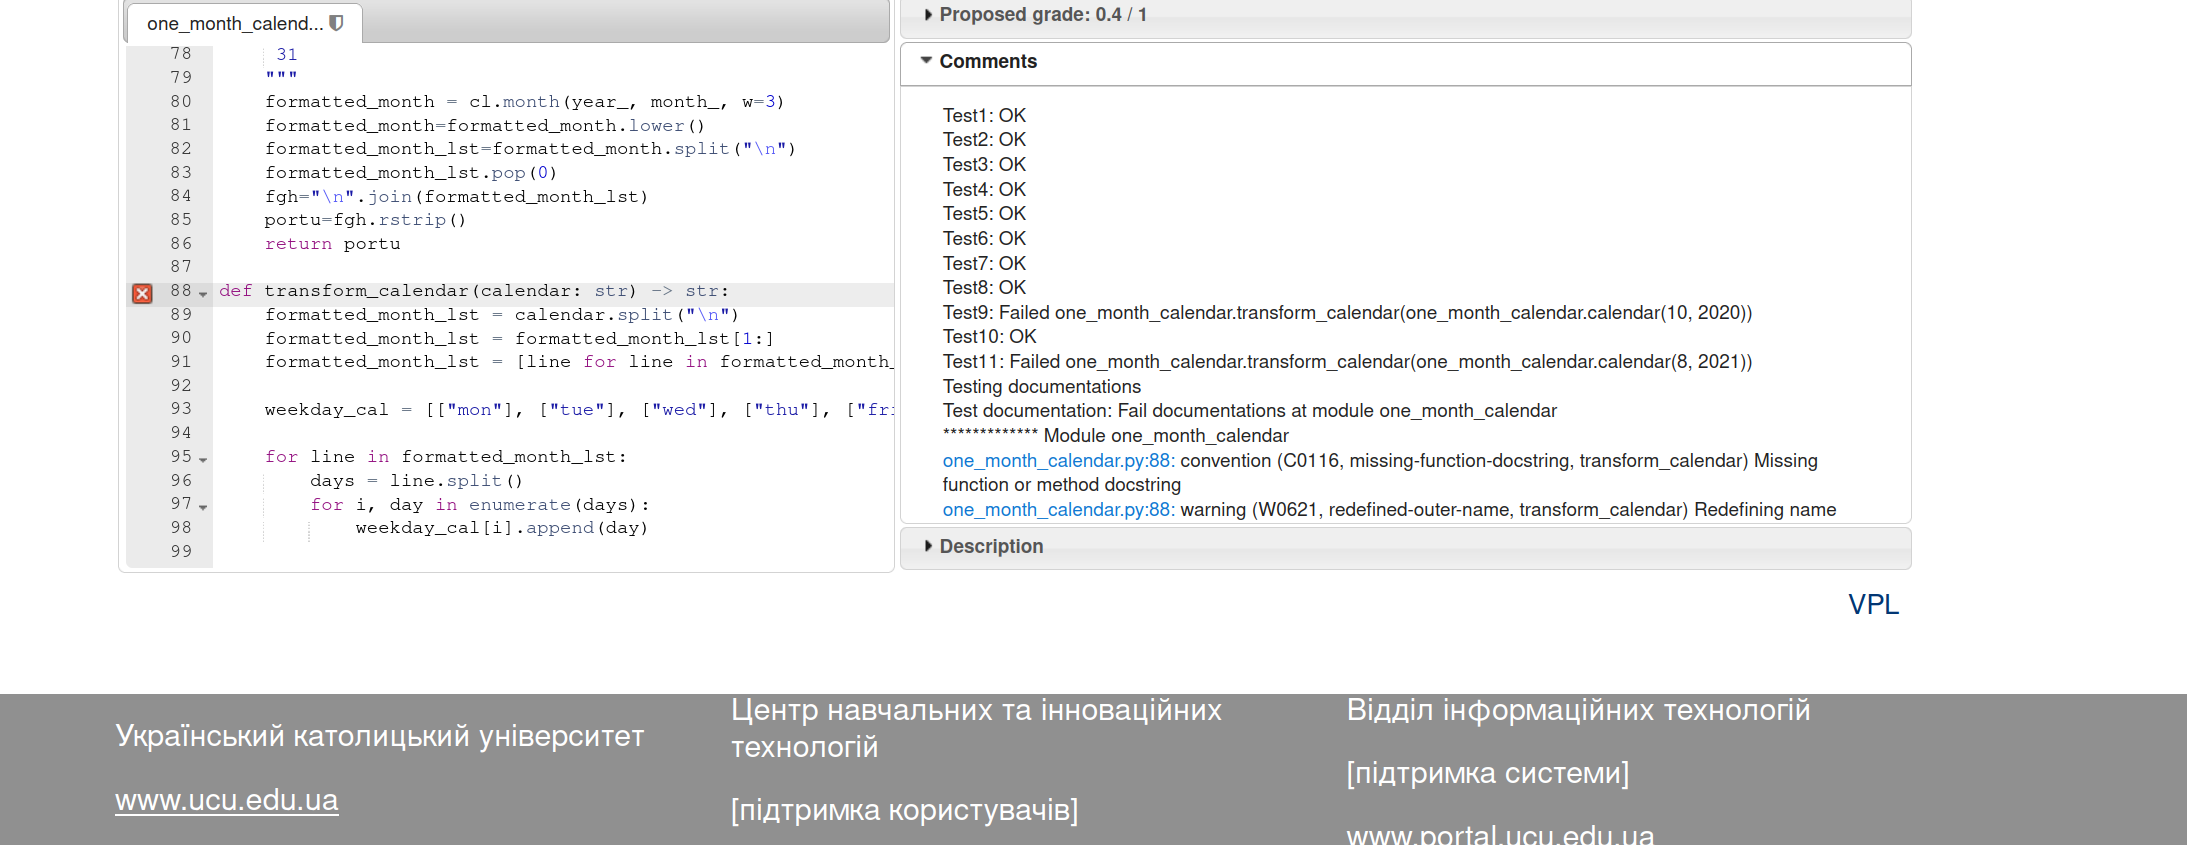 one_month_calend...
78 31
79 """
80 formatted_month = cl.month(year_, month_, w=3)
81 formatted_month=formatted_month.lower()
82 formatted_month_lst=formatted_month.split("\n")
83 formatted_month_lst.pop(0)
84 fgh="\n".join(formatted_month_lst)
85 portu=fgh.rstrip()
86 return portu
87
88 def transform_calendar(calendar: str) -> str:
89 formatted_month_lst = calendar.split("\n")
90 formatted_month_lst = formatted_month_lst[1:]
91 formatted_month_lst = [line for line in formatted_month_
92
93 weekday_cal = [["mon"], ["tue"], ["wed"], ["thu"], ["fri
94
95 for line in formatted_month_lst:
96 days = line.split()
97 for i, day in enumerate(days):
98 weekday_cal[i].append(day)
99
Proposed grade: 0.4 / 1
Comments
Test1: OK
Test2: OK
Test3: OK
Test4: OK
Test5: OK
Test6: OK
Test7: OK
Test8: OK
Test9: Failed one_month_calendar.transform_calendar(one_month_calendar.calendar(10, 2020))
Test10: OK
Test11: Failed one_month_calendar.transform_calendar(one_month_calendar.calendar(8, 2021))
Testing documentations
Test documentation: Fail documentations at module one_month_calendar
************* Module one_month_calendar
one_month_calendar.py:88: convention (C0116, missing-function-docstring, transform_calendar) Missing
function or method docstring
one_month_calendar.py:88: warning (W0621, redefined-outer-name, transform_calendar) Redefining name
Description
VPL
Український католицький університет
www.ucu.edu.ua
Центр навчальних та інноваційних
технологій
[підтримка користувачів]
Відділ інформаційних технологій
[підтримка системи]
www.portal.ucu.edu.ua